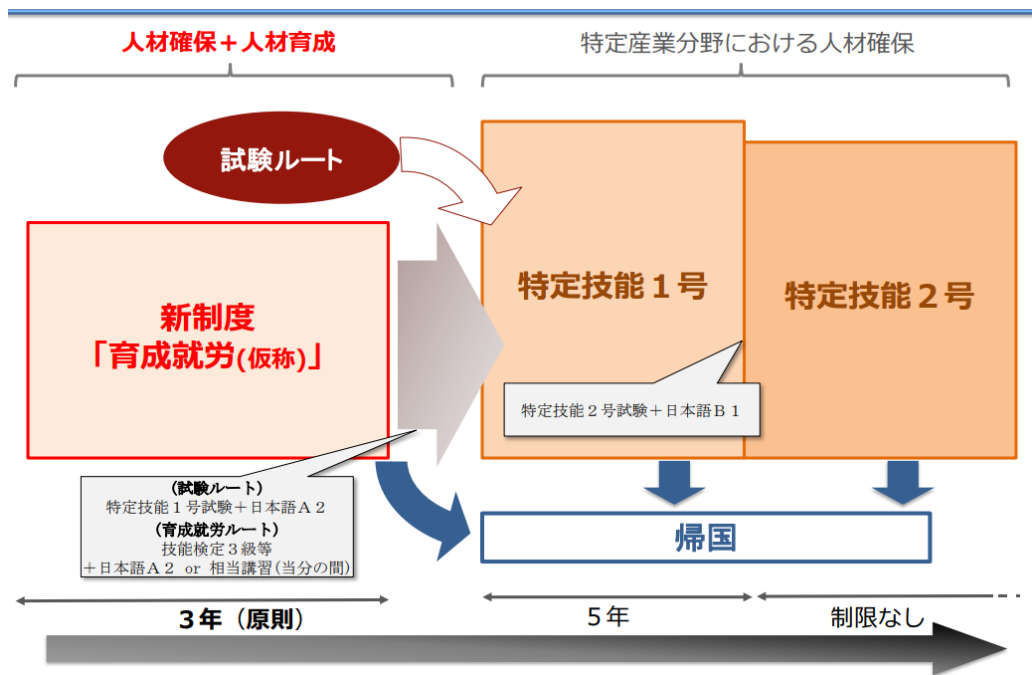 人材確保＋人材育成
特定産業分野における人材確保
試験ルート
新制度
「育成就労(仮称)」
特定技能１号
特定技能２号
特定技能２号試験＋日本語Ｂ１
(試験ルート)
特定技能１号試験＋日本語Ａ２
(育成就労ルート)
技能検定３級等
＋日本語Ａ２ or 相当講習(当分の間)
帰国
３年（原則）
５年
制限なし